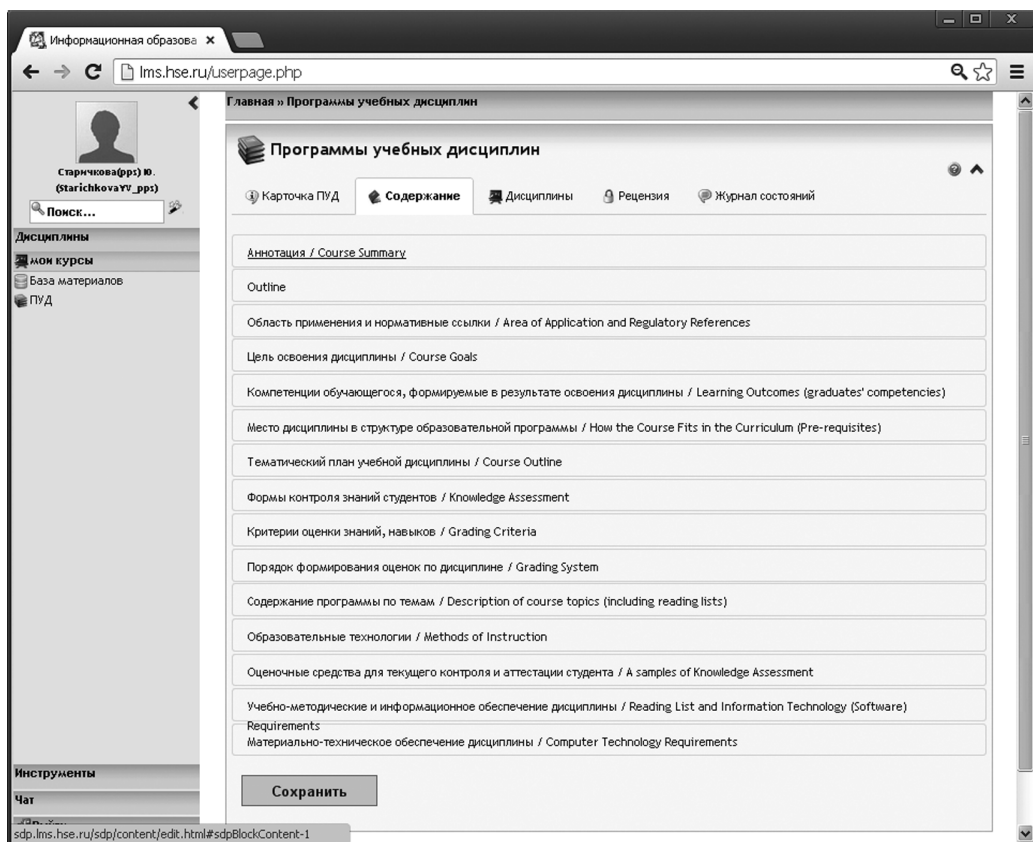 Информационная образова
lms.hse.ru/userpage.php
Старичкова(pps) Ю.
(StarichkovaYV_pps)
Поиск...
Дисциплины
мои курсы
База материалов
ПУД
Главная » Программы учебных дисциплин
Программы учебных дисциплин
Карточка ПУД Содержание Дисциплины Рецензия Журнал состояний
Аннотация / Course Summary
Outline
Область применения и нормативные ссылки / Area of Application and Regulatory References
Цель освоения дисциплины / Course Goals
Компетенции обучающегося, формируемые в результате освоения дисциплины / Learning Outcomes (graduates' competencies)
Место дисциплины в структуре образовательной программы / How the Course Fits in the Curriculum (Pre-requisites)
Тематический план учебной дисциплины / Course Outline
Формы контроля знаний студентов / Knowledge Assessment
Критерии оценки знаний, навыков / Grading Criteria
Порядок формирования оценок по дисциплине / Grading System
Содержание программы по темам / Description of course topics (including reading lists)
Образовательные технологии / Methods of Instruction
Оценочные средства для текущего контроля и аттестации студента / A samples of Knowledge Assessment
Учебно-методические и информационное обеспечение дисциплины / Reading List and Information Technology (Software)
Requirements
Материально-техническое обеспечение дисциплины / Computer Technology Requirements
Сохранить
Инструменты
Чат
sdp.lms.hse.ru/sdp/content/edit.html#sdpBlockContent-1